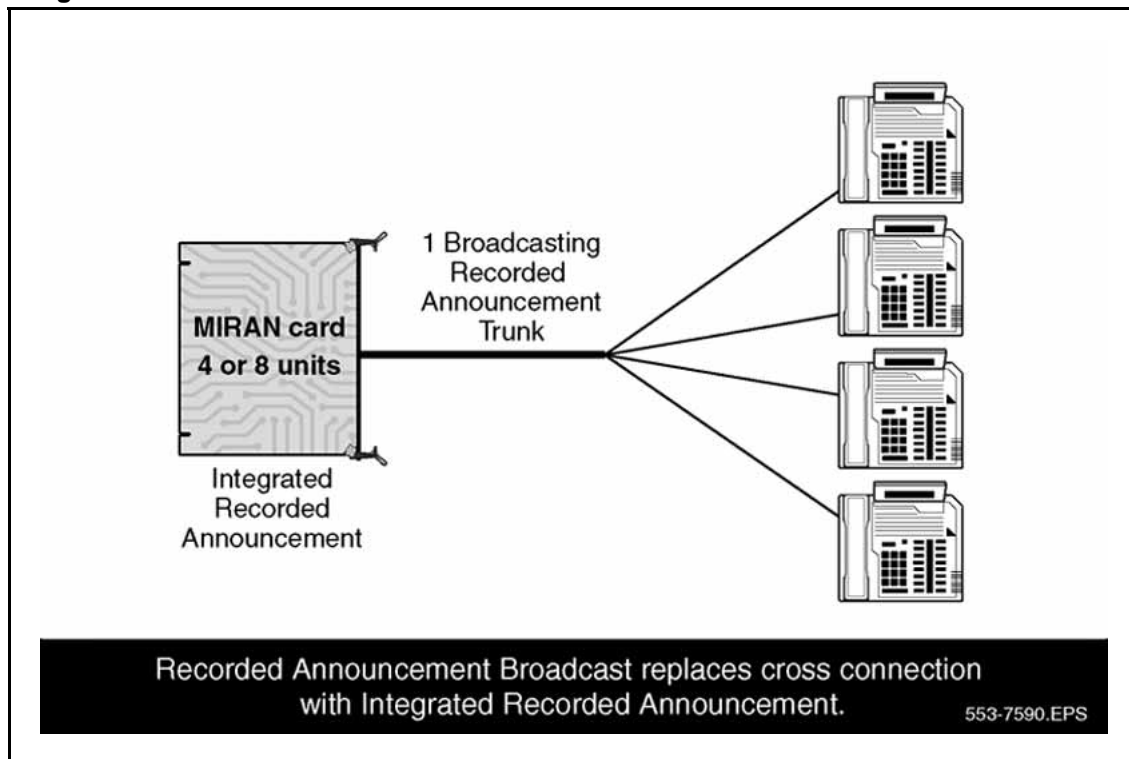 MIRAN card
4 or 8 units
Integrated
Recorded
Announcement
1 Broadcasting
Recorded
Announcement
Trunk
Recorded Announcement Broadcast replaces cross connection
with Integrated Recorded Announcement.
553-7590.EPS